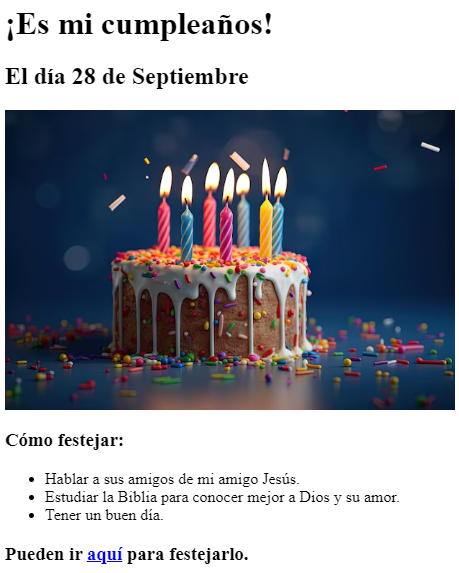 ¡Es mi cumpleaños!
El día 28 de Septiembre
Cómo festejar:
Hablar a sus amigos de mi amigo Jesús.
Estudiar la Biblia para conocer mejor a Dios y su amor.
Tener un buen día.
Pueden ir aquí para festejarlo.